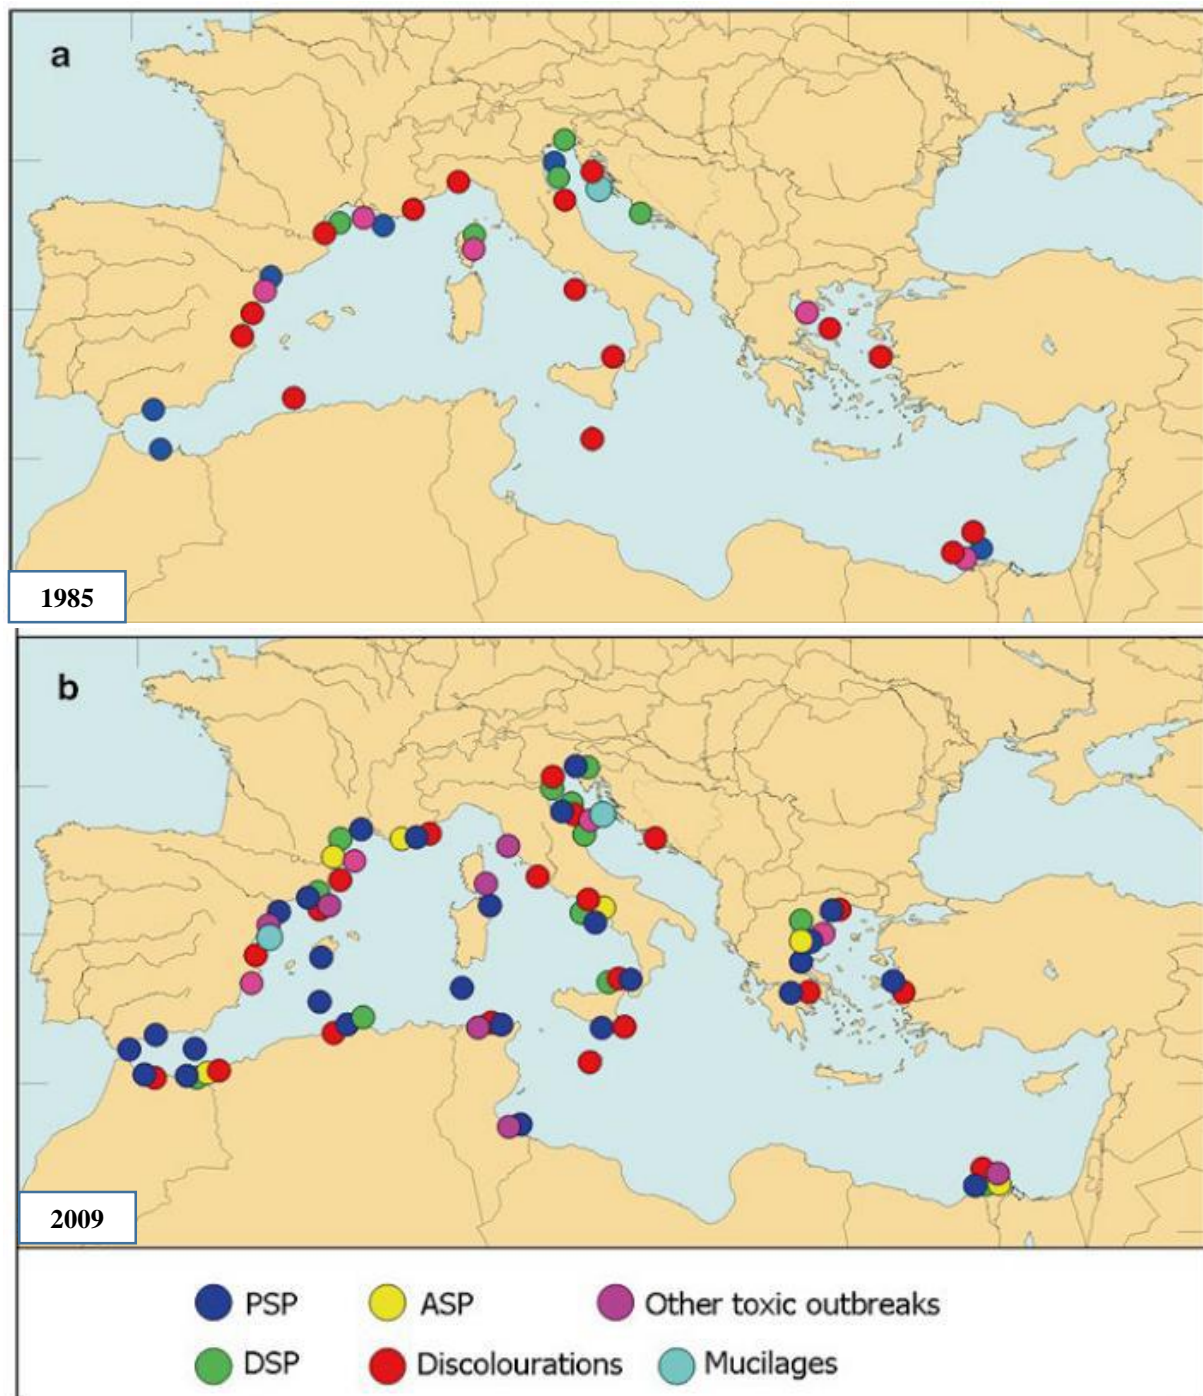 a
1985
b
2009
PSP
ASP
Other toxic outbreaks
DSP
Discolourations
Mucilages